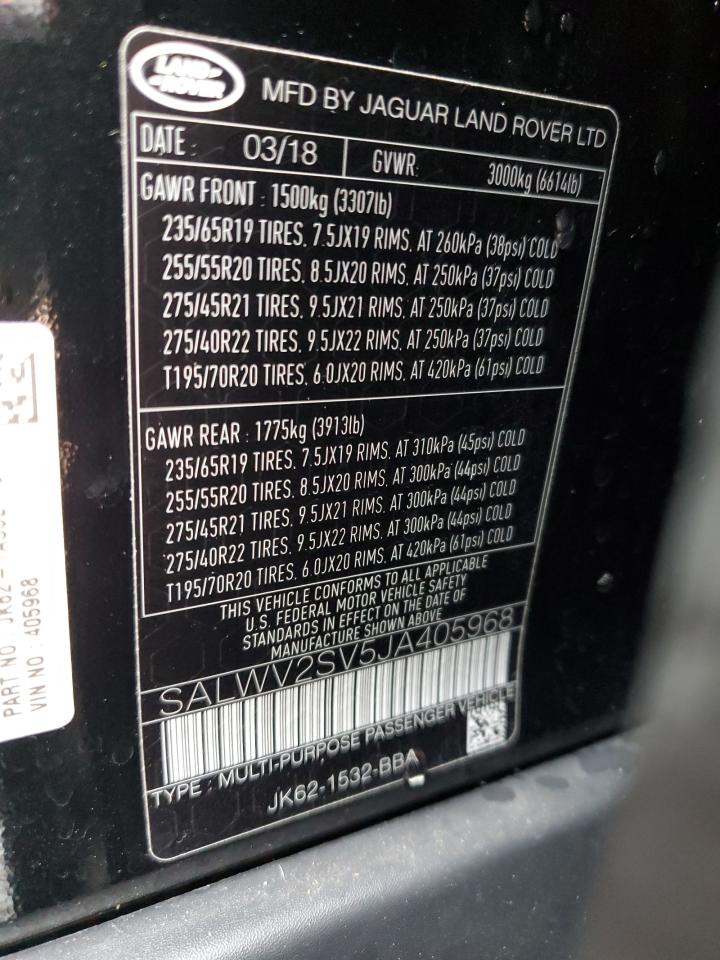 LAND-
-ROVER
MFD BY JAGUAR LAND ROVER LTD
DATE : 03/18 GVWR: 3000kg (6614lb)
GAWR FRONT : 1500kg (3307lb)
235/65R19 TIRES, 7.5JX19 RIMS, AT 260kPa (38psi) COLD
255/55R20 TIRES, 8.5JX20 RIMS, AT 250kPa (37psi) COLD
275/45R21 TIRES, 9.5JX21 RIMS, AT 250kPa (37psi) COLD
275/40R22 TIRES, 9.5JX22 RIMS, AT 250kPa (37psi) COLD
T195/70R20 TIRES, 6.0JX20 RIMS, AT 420kPa (61psi) COLD
GAWR REAR : 1775kg (3913lb)
235/65R19 TIRES, 7.5JX19 RIMS, AT 310kPa (45psi) COLD
255/55R20 TIRES, 8.5JX20 RIMS, AT 300kPa (44psi) COLD
275/45R21 TIRES, 9.5JX21 RIMS, AT 300kPa (44psi) COLD
275/40R22 TIRES, 9.5JX22 RIMS, AT 300kPa (44psi) COLD
T195/70R20 TIRES, 6.0JX20 RIMS, AT 420kPa (61psi) COLD
THIS VEHICLE CONFORMS TO ALL APPLICABLE
U.S. FEDERAL MOTOR VEHICLE SAFETY
STANDARDS IN EFFECT ON THE DATE OF
MANUFACTURE SHOWN ABOVE
SALWV2SV5JA405968
TYPE : MULTI-PURPOSE PASSENGER VEHICLE
JK62-1532-BBA
PART NO : JK62 -
VIN NO : 405968